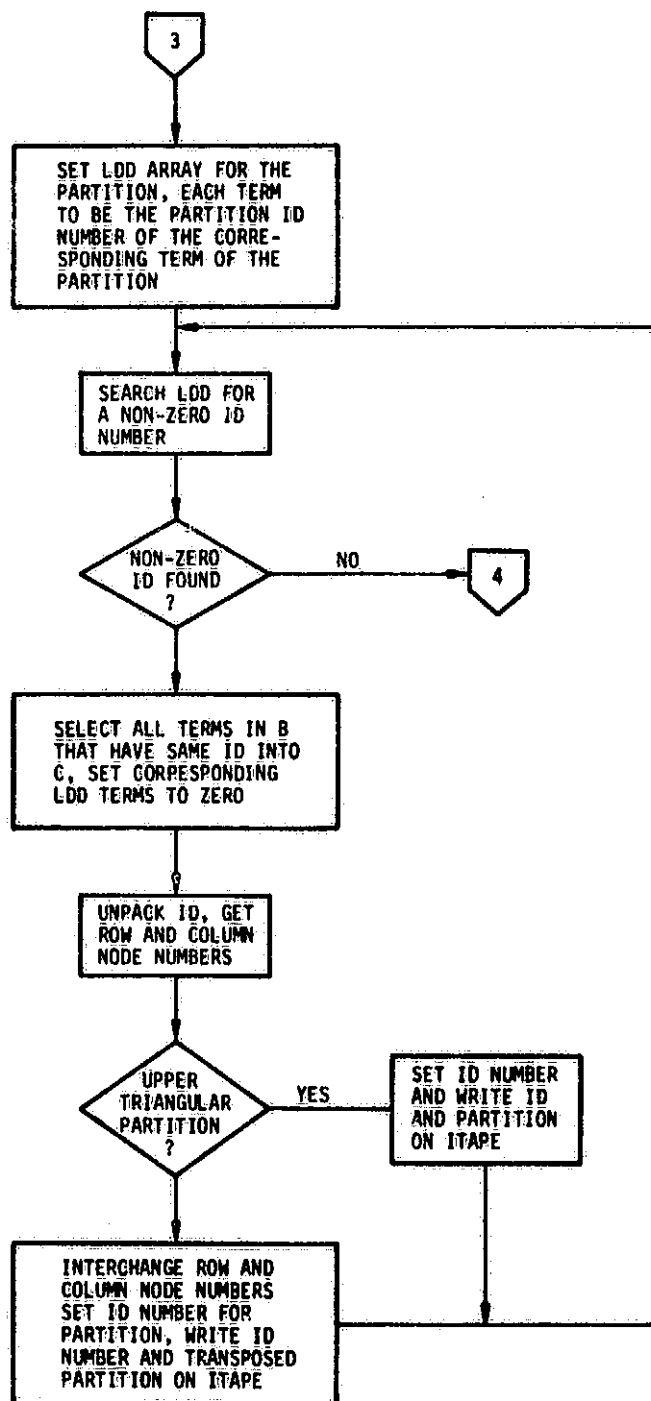 3
SET LDD ARRAY FOR THE
PARTITION, EACH TERM
TO BE THE PARTITION ID
NUMBER OF THE CORRE-
SPONDING TERM OF THE
PARTITION
SEARCH LDD FOR
A NON-ZERO ID
NUMBER
NON-ZERO
ID FOUND
?
NO
4
SELECT ALL TERMS IN B
THAT HAVE SAME ID INTO
C, SET CORPESPONDING
LDD TERMS TO ZERO
UNPACK ID, GET
ROW AND COLUMN
NODE NUMBERS
UPPER
TRIANGULAR
PARTITION
?
YES
SET ID NUMBER
AND WRITE ID
AND PARTITION
ON ITAPE
INTERCHANGE ROW AND
COLUMN NODE NUMBERS
SET ID NUMBER FOR
PARTITION, WRITE ID
NUMBER AND TRANSPOSED
PARTITION ON ITAPE